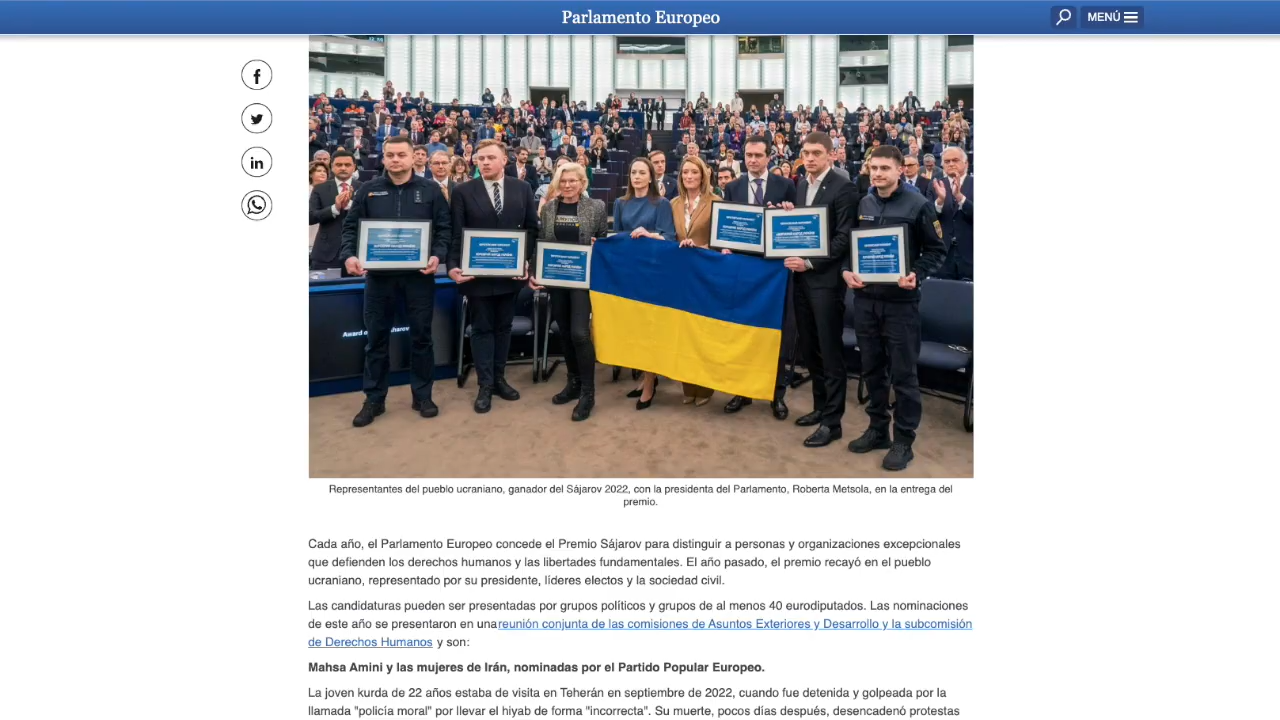 Parlamento Europeo
MENÚ
Award o
Representantes del pueblo ucraniano, ganador del Sájarov 2022, con la presidenta del Parlamento, Roberta Metsola, en la entrega del
premio.
Cada año, el Parlamento Europeo concede el Premio Sájarov para distinguir a personas y organizaciones excepcionales
que defienden los derechos humanos y las libertades fundamentales. El año pasado, el premio recayó en el pueblo
ucraniano, representado por su presidente, líderes electos y la sociedad civil.
Las candidaturas pueden ser presentadas por grupos políticos y grupos de al menos 40 eurodiputados. Las nominaciones
de este año se presentaron en una reunión conjunta de las comisiones de Asuntos Exteriores y Desarrollo y la subcomisión
de Derechos Humanos y son:
Mahsa Amini y las mujeres de Irán, nominadas por el Partido Popular Europeo.
La joven kurda de 22 años estaba de visita en Teherán en septiembre de 2022, cuando fue detenida y golpeada por la
llamada "policía moral" por llevar el hiyab de forma "incorrecta". Su muerte, pocos días después, desencadenó protestas